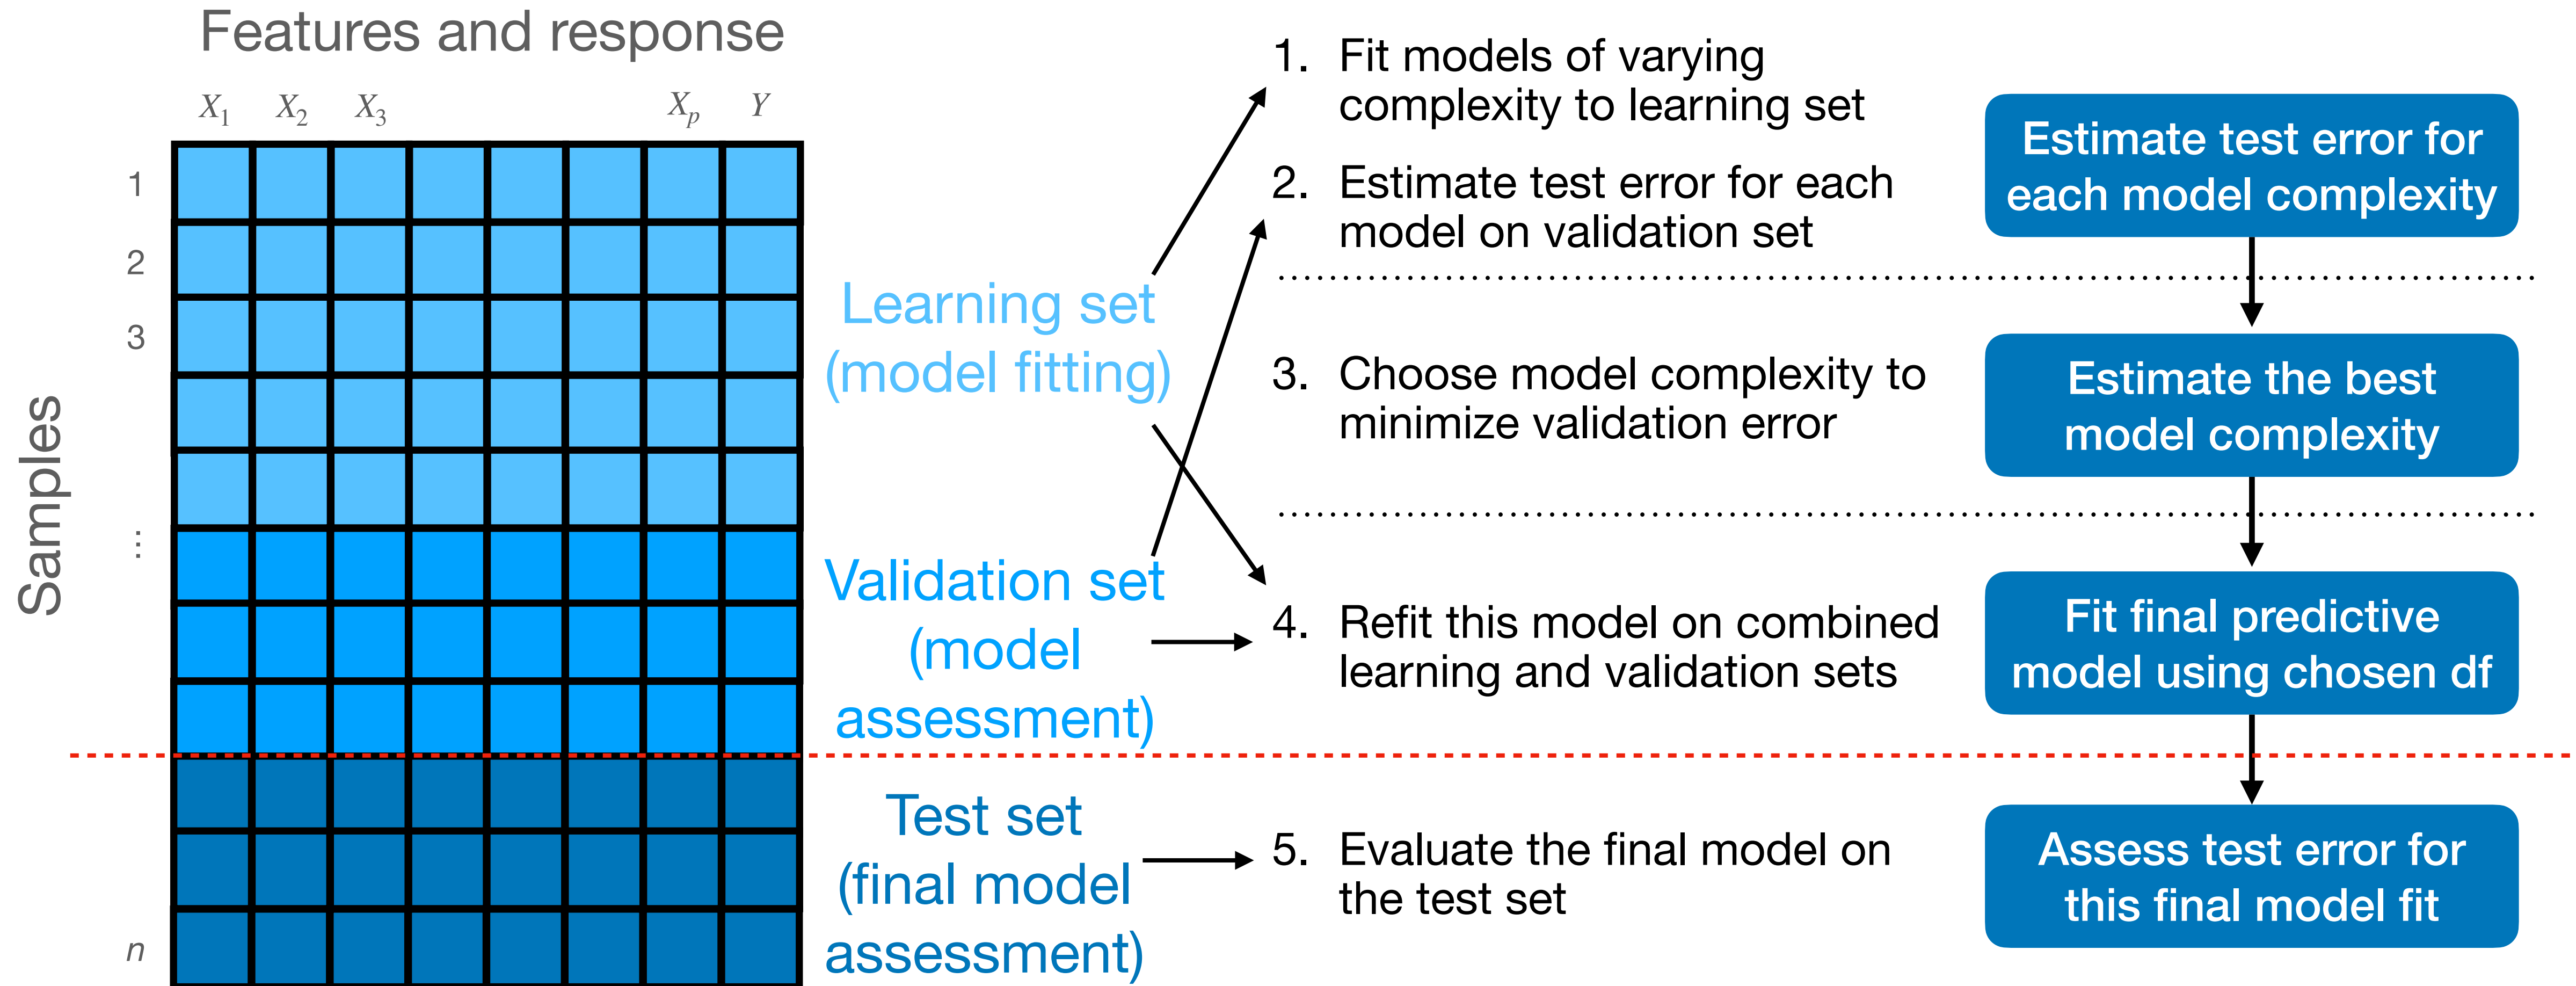 Features and response
X₁ X₂ X₃ Xₚ Y
Samples
1
2
3
⋮
n
Learning set
(model fitting)
Validation set
(model
assessment)
Test set
(final model
assessment)
1. Fit models of varying
complexity to learning set
2. Estimate test error for each
model on validation set
3. Choose model complexity to
minimize validation error
4. Refit this model on combined
learning and validation sets
5. Evaluate the final model on
the test set
Estimate test error for
each model complexity
Estimate the best
model complexity
Fit final predictive
model using chosen df
Assess test error for
this final model fit